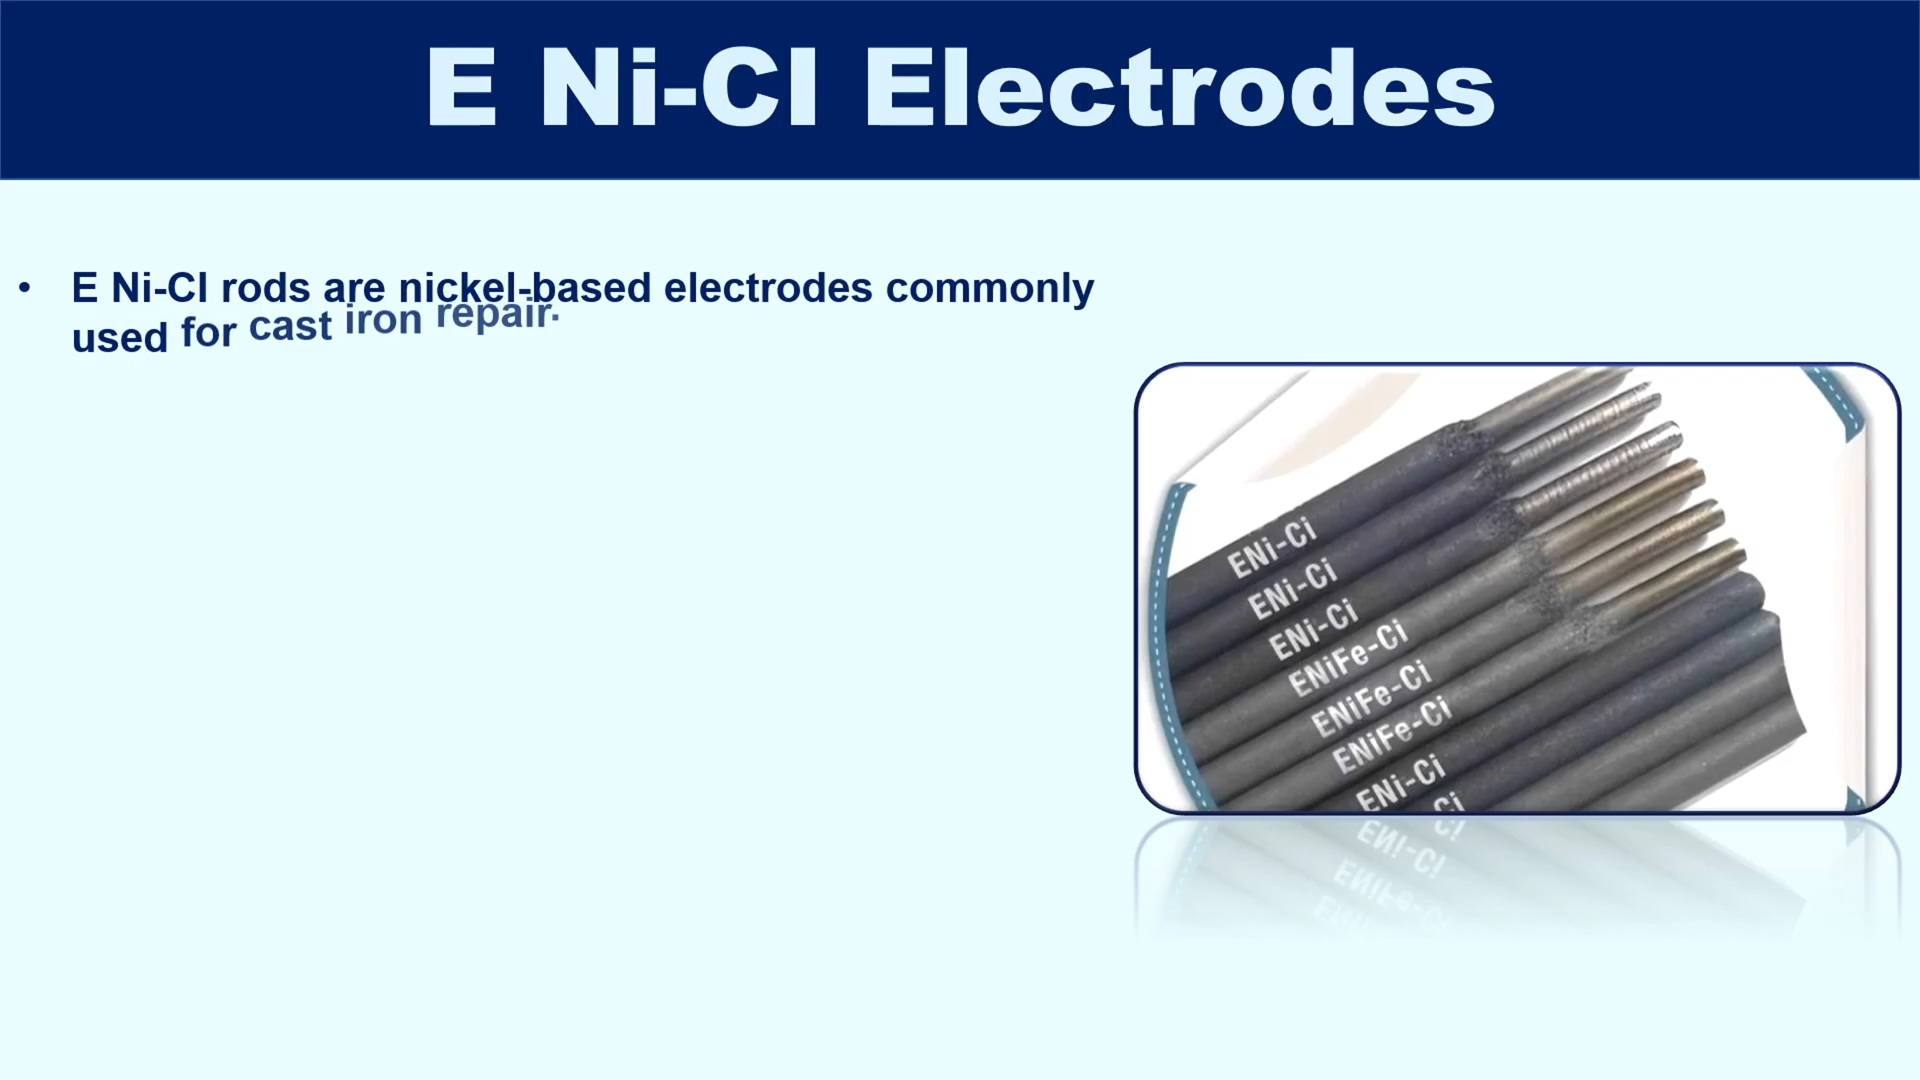 E Ni-CI Electrodes
• E Ni-CI rods are nickel-based electrodes commonly
used for cast iron repair.
ENi-Ci
ENi-Ci
ENi-Ci
ENiFe-Ci
ENiFe-Ci
ENiFe-Ci
ENi-Ci
Ci